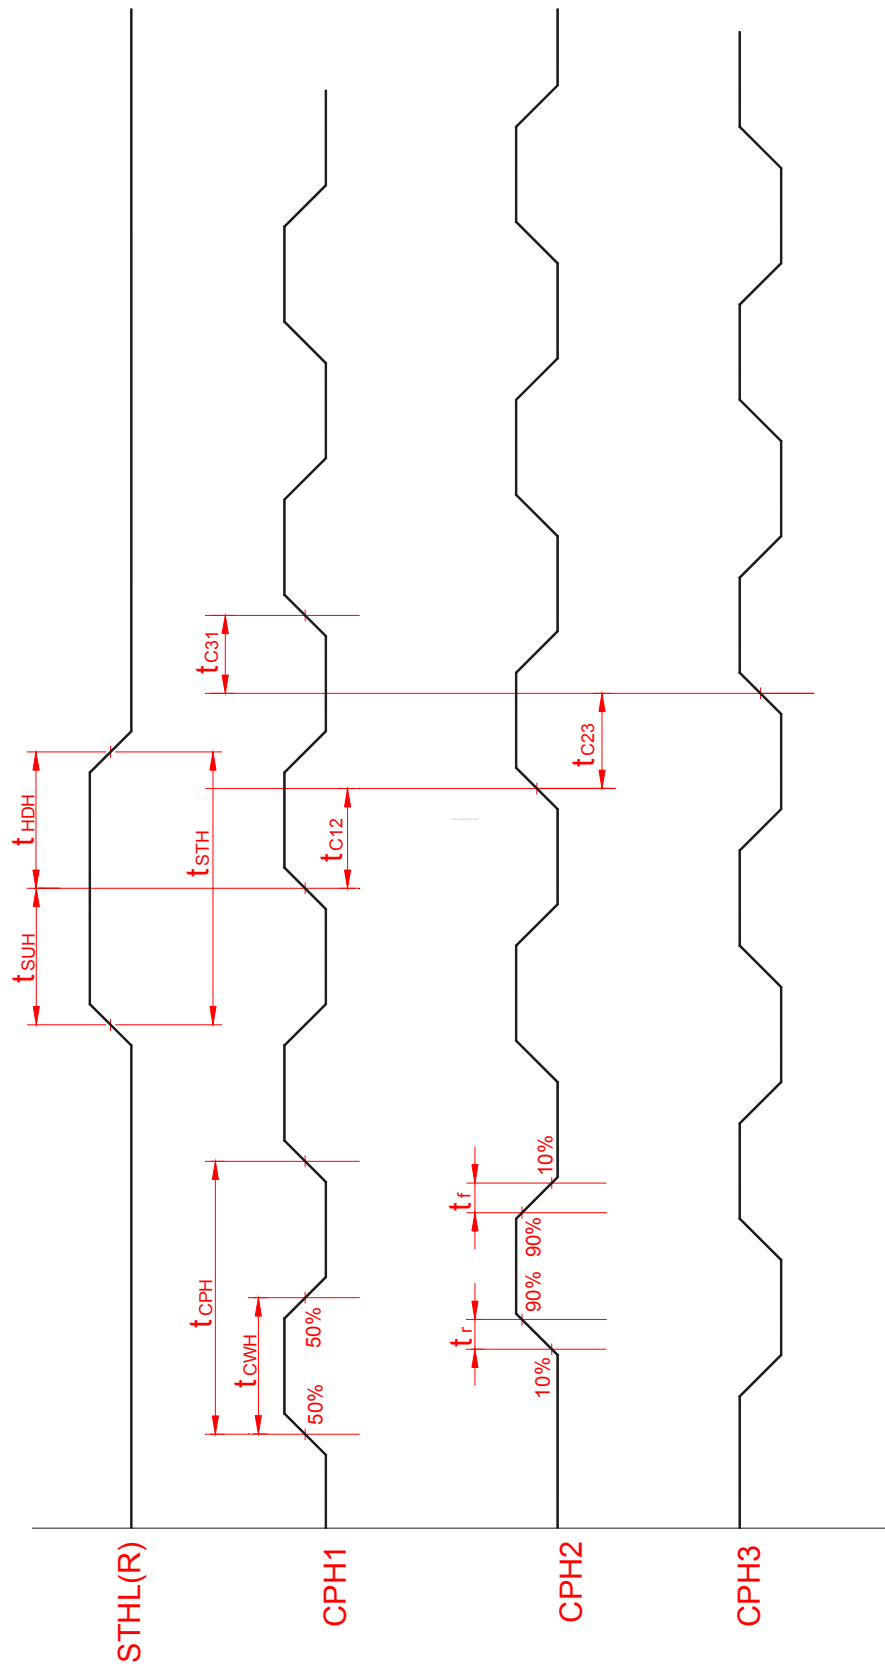 STHL(R)
tSUH
tHDH
tSTH
CPH1
tCPH
tCWH
50%
50%
tC12
tC31
CPH2
tr
10%
90%
tf
90%
10%
tC23
CPH3